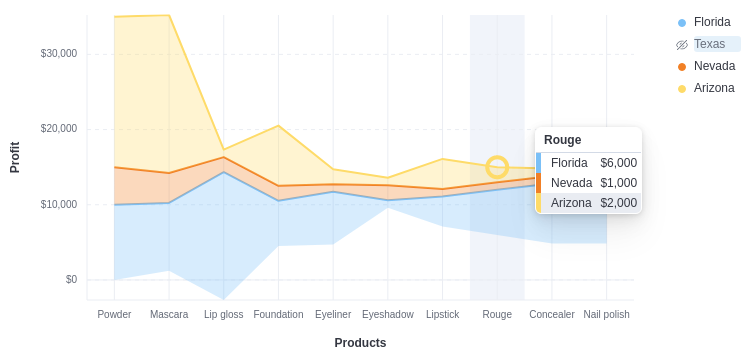 Florida
Texas
Nevada
Arizona
$30,000
$20,000
$10,000
$0
Profit
Rouge
Florida $6,000
Nevada $1,000
Arizona $2,000
Powder Mascara Lip gloss Foundation Eyeliner Eyeshadow Lipstick Rouge Concealer Nail polish
Products